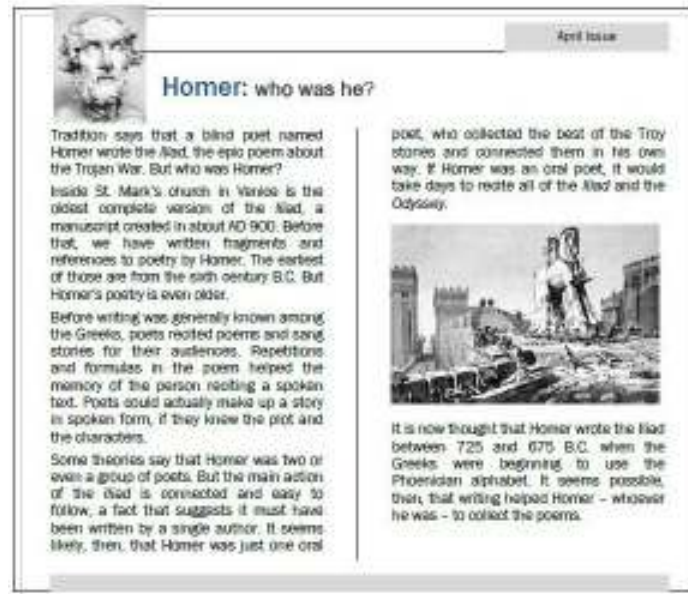 April Issue
Homer: who was he?
Tradition says that a blind poet named
Homer wrote the Iliad, the epic poem about
the Trojan War. But who was Homer?
Inside St. Mark's church in Venice is the
oldest complete version of the Iliad, a
manuscript created in about AD 900. Before
that, we have written fragments and
references to poetry by Homer. The earliest
of those are from the sixth century B.C. But
Homer's poetry is even older.
Before writing was generally known among
the Greeks, poets recited poems and sang
stories for their audiences. Repetitions
and formulas in the poem helped the
memory of the person reciting a spoken
text. Poets could actually make up a story
in spoken form, if they knew the plot and
the characters.
Some theories say that Homer was two or
even a group of poets. But the main action
of the Iliad is connected and easy to
follow, a fact that suggests it must have
been written by a single author. It seems
likely, then, that Homer was just one oral
poet, who collected the best of the Troy
stories and connected them in his own
way. If Homer was an oral poet, it would
take days to recite all of the Iliad and the
Odyssey.
It is now thought that Homer wrote the Iliad
between 725 and 675 B.C. when the
Greeks were beginning to use the
Phoenician alphabet. It seems possible,
then, that writing helped Homer – whoever
he was – to collect the poems.